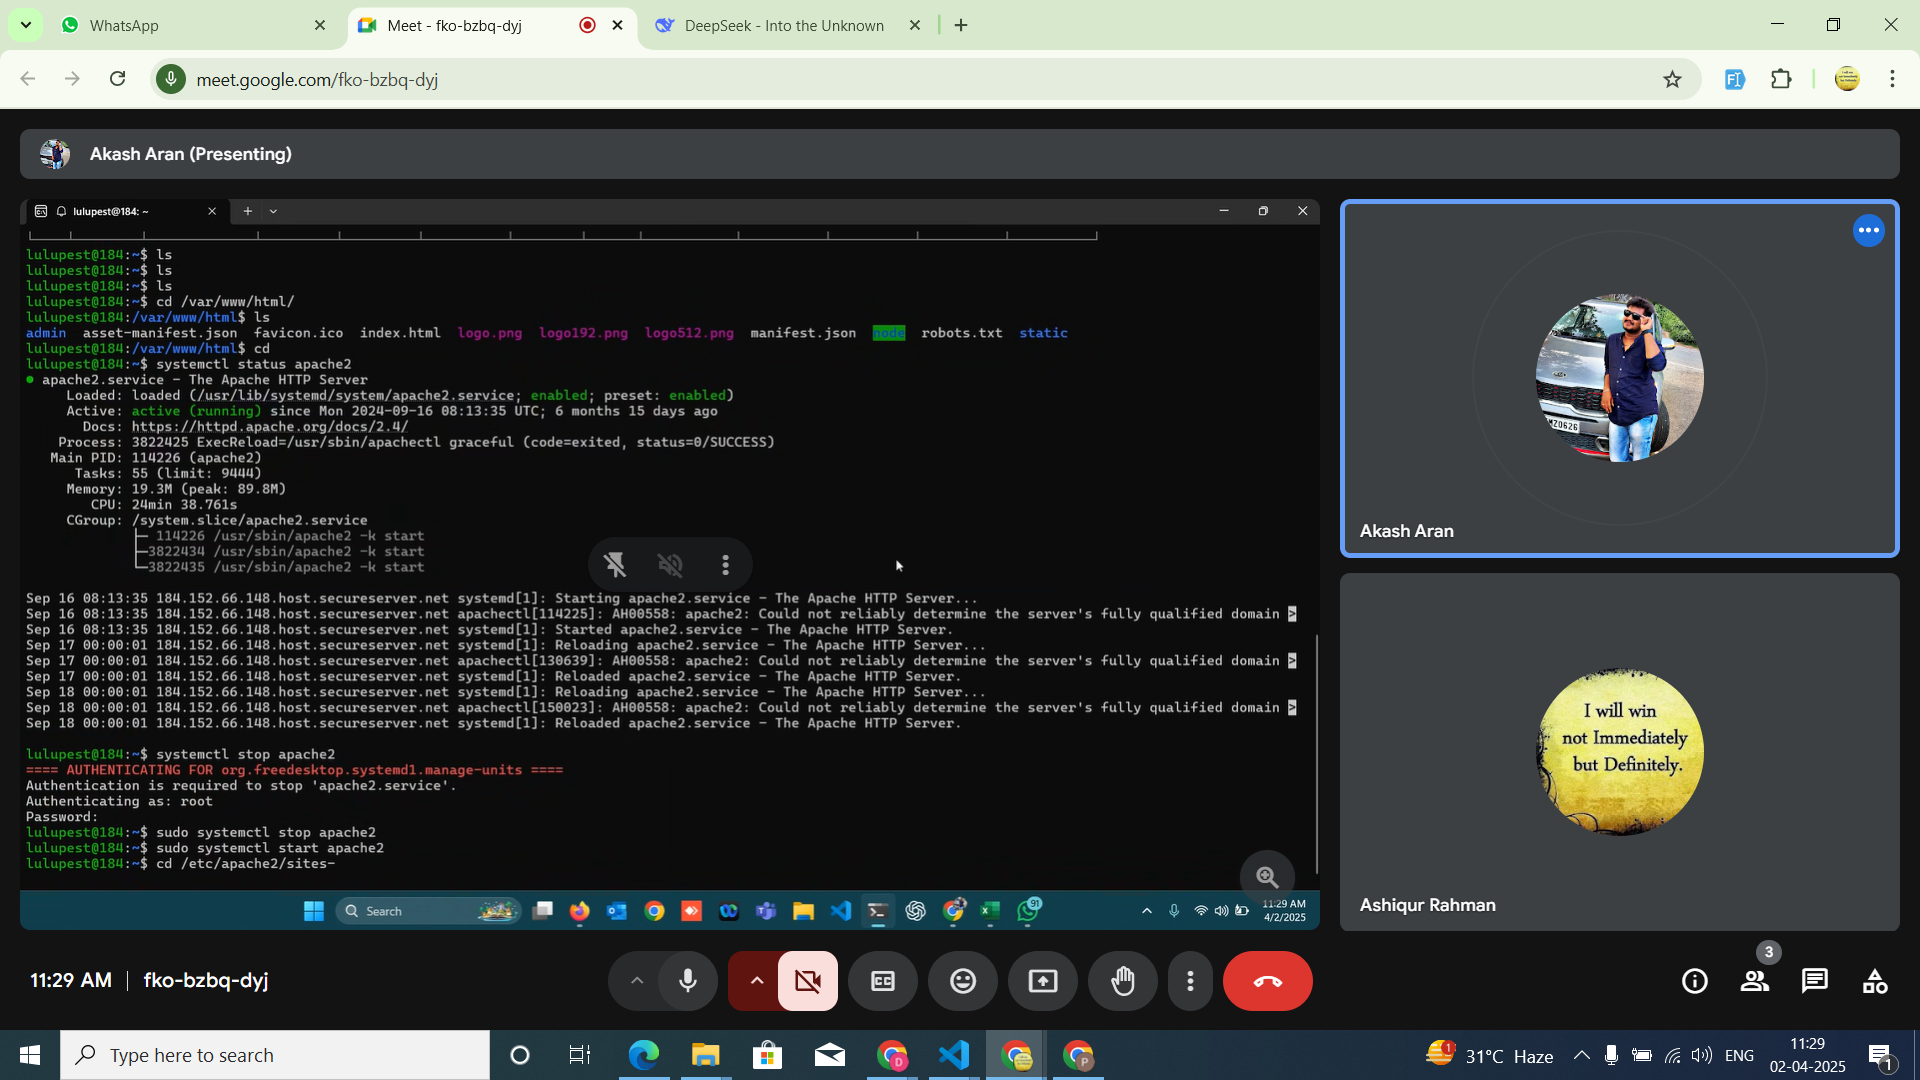 WhatsApp
Meet - fko-bzbq-dyj
DeepSeek - Into the Unknown
meet.google.com/fko-bzbq-dyj
Akash Aran (Presenting)
lulupest@184: ~
lulupest@184:~$ ls
lulupest@184:~$ ls
lulupest@184:~$ ls
lulupest@184:~$ cd /var/www/html/
lulupest@184:/var/www/html$ ls
admin asset-manifest.json favicon.ico index.html logo.png logo192.png logo512.png manifest.json node robots.txt static
lulupest@184:/var/www/html$ cd
lulupest@184:~$ systemctl status apache2
● apache2.service - The Apache HTTP Server
Loaded: loaded (/usr/lib/systemd/system/apache2.service; enabled; preset: enabled)
Active: active (running) since Mon 2024-09-16 08:13:35 UTC; 6 months 15 days ago
Docs: https://httpd.apache.org/docs/2.4/
Process: 3822425 ExecReload=/usr/sbin/apachectl graceful (code=exited, status=0/SUCCESS)
Main PID: 114226 (apache2)
Tasks: 55 (limit: 9444)
Memory: 19.3M (peak: 89.8M)
CPU: 24min 38.761s
CGroup: /system.slice/apache2.service
├─ 114226 /usr/sbin/apache2 -k start
├─3822434 /usr/sbin/apache2 -k start
└─3822435 /usr/sbin/apache2 -k start
Sep 16 08:13:35 184.152.66.148.host.secureserver.net systemd[1]: Starting apache2.service - The Apache HTTP Server...
Sep 16 08:13:35 184.152.66.148.host.secureserver.net apachectl[114225]: AH00558: apache2: Could not reliably determine the server's fully qualified domain >
Sep 16 08:13:35 184.152.66.148.host.secureserver.net systemd[1]: Started apache2.service - The Apache HTTP Server.
Sep 17 00:00:01 184.152.66.148.host.secureserver.net systemd[1]: Reloading apache2.service - The Apache HTTP Server...
Sep 17 00:00:01 184.152.66.148.host.secureserver.net apachectl[130639]: AH00558: apache2: Could not reliably determine the server's fully qualified domain >
Sep 17 00:00:01 184.152.66.148.host.secureserver.net systemd[1]: Reloaded apache2.service - The Apache HTTP Server.
Sep 18 00:00:01 184.152.66.148.host.secureserver.net systemd[1]: Reloading apache2.service - The Apache HTTP Server...
Sep 18 00:00:01 184.152.66.148.host.secureserver.net apachectl[150023]: AH00558: apache2: Could not reliably determine the server's fully qualified domain >
Sep 18 00:00:01 184.152.66.148.host.secureserver.net systemd[1]: Reloaded apache2.service - The Apache HTTP Server.
lulupest@184:~$ systemctl stop apache2
==== AUTHENTICATING FOR org.freedesktop.systemd1.manage-units ====
Authentication is required to stop 'apache2.service'.
Authenticating as: root
Password:
lulupest@184:~$ sudo systemctl stop apache2
lulupest@184:~$ sudo systemctl start apache2
lulupest@184:~$ cd /etc/apache2/sites-
Search
91
11:29 AM
4/2/2025
MZ0626
Akash Aran
I will win
not Immediately
but Definitely.
Ashiqur Rahman
11:29 AM | fko-bzbq-dyj
CC
3
Type here to search
D
P
1
31°C Haze
ENG
11:29
02-04-2025
1